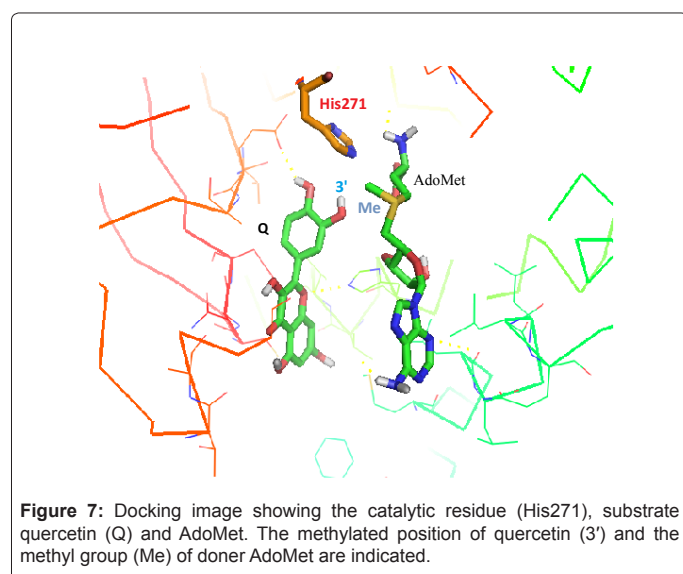 His271
3'
AdoMet
Me
Q
Figure 7: Docking image showing the catalytic residue (His271), substrate
quercetin (Q) and AdoMet. The methylated position of quercetin (3′) and the
methyl group (Me) of doner AdoMet are indicated.